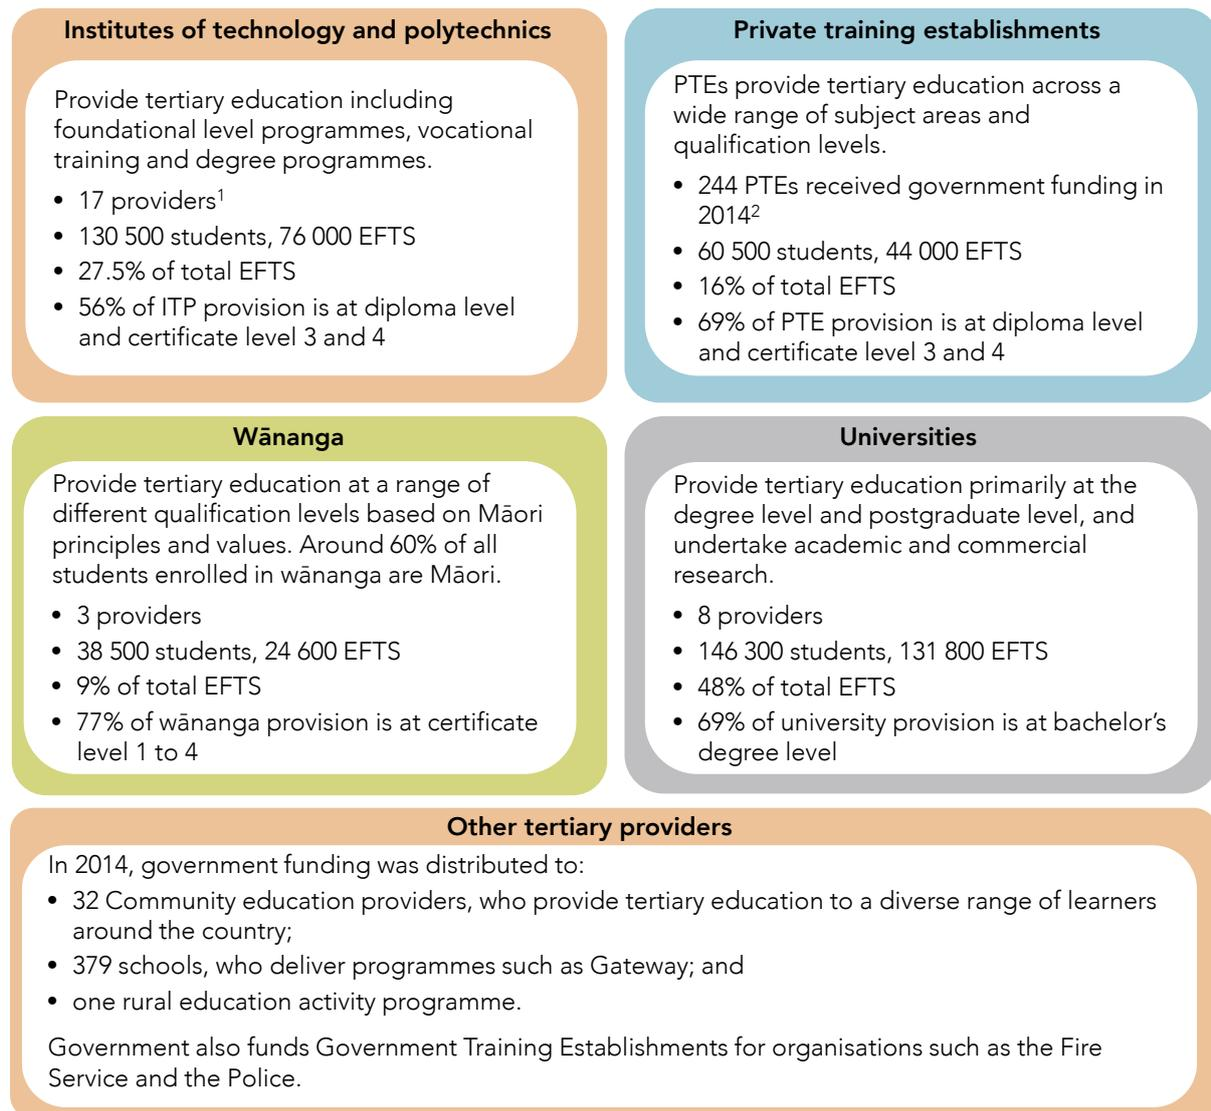 Institutes of technology and polytechnics
Provide tertiary education including
foundational level programmes, vocational
training and degree programmes.
• 17 providers¹
• 130 500 students, 76 000 EFTS
• 27.5% of total EFTS
• 56% of ITP provision is at diploma level
and certificate level 3 and 4
Private training establishments
PTEs provide tertiary education across a
wide range of subject areas and
qualification levels.
• 244 PTEs received government funding in
2014²
• 60 500 students, 44 000 EFTS
• 16% of total EFTS
• 69% of PTE provision is at diploma level
and certificate level 3 and 4
Wānanga
Provide tertiary education at a range of
different qualification levels based on Māori
principles and values. Around 60% of all
students enrolled in wānanga are Māori.
• 3 providers
• 38 500 students, 24 600 EFTS
• 9% of total EFTS
• 77% of wānanga provision is at certificate
level 1 to 4
Universities
Provide tertiary education primarily at the
degree level and postgraduate level, and
undertake academic and commercial
research.
• 8 providers
• 146 300 students, 131 800 EFTS
• 48% of total EFTS
• 69% of university provision is at bachelor’s
degree level
Other tertiary providers
In 2014, government funding was distributed to:
• 32 Community education providers, who provide tertiary education to a diverse range of learners
around the country;
• 379 schools, who deliver programmes such as Gateway; and
• one rural education activity programme.
Government also funds Government Training Establishments for organisations such as the Fire
Service and the Police.